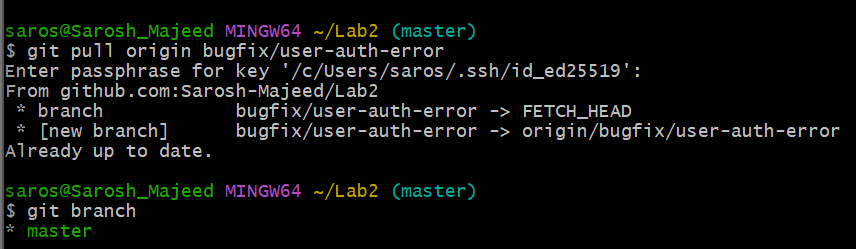 saros@Sarosh_Majeed MINGW64 ~/Lab2 (master)
$ git pull origin bugfix/user-auth-error
Enter passphrase for key '/c/Users/saros/.ssh/id_ed25519':
From github.com:Sarosh-Majeed/Lab2
 * branch            bugfix/user-auth-error -> FETCH_HEAD
 * [new branch]      bugfix/user-auth-error -> origin/bugfix/user-auth-error
Already up to date.
saros@Sarosh_Majeed MINGW64 ~/Lab2 (master)
$ git branch
* master